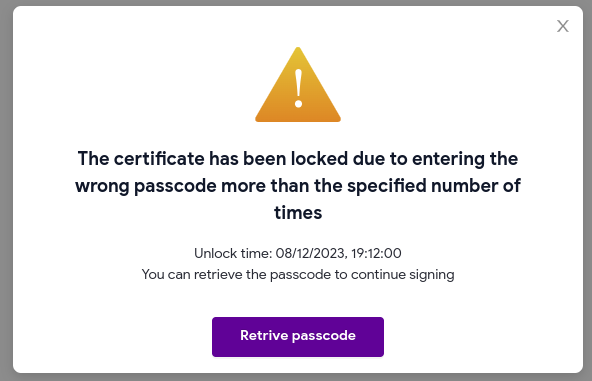 The certificate has been locked due to entering the
wrong passcode more than the specified number of
times
Unlock time: 08/12/2023, 19:12:00
You can retrieve the passcode to continue signing
Retrive passcode